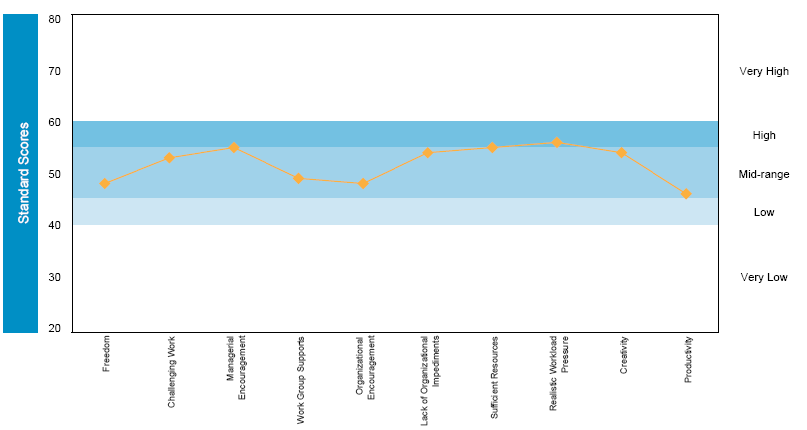 Standard Scores
80
70
60
50
40
30
20
Very High
High
Mid-range
Low
Very Low
Freedom
Challenging Work
Managerial
Encouragement
Work Group Supports
Organizational
Encouragement
Lack of Organizational
Impediments
Sufficient Resources
Realistic Workload
Pressure
Creativity
Productivity